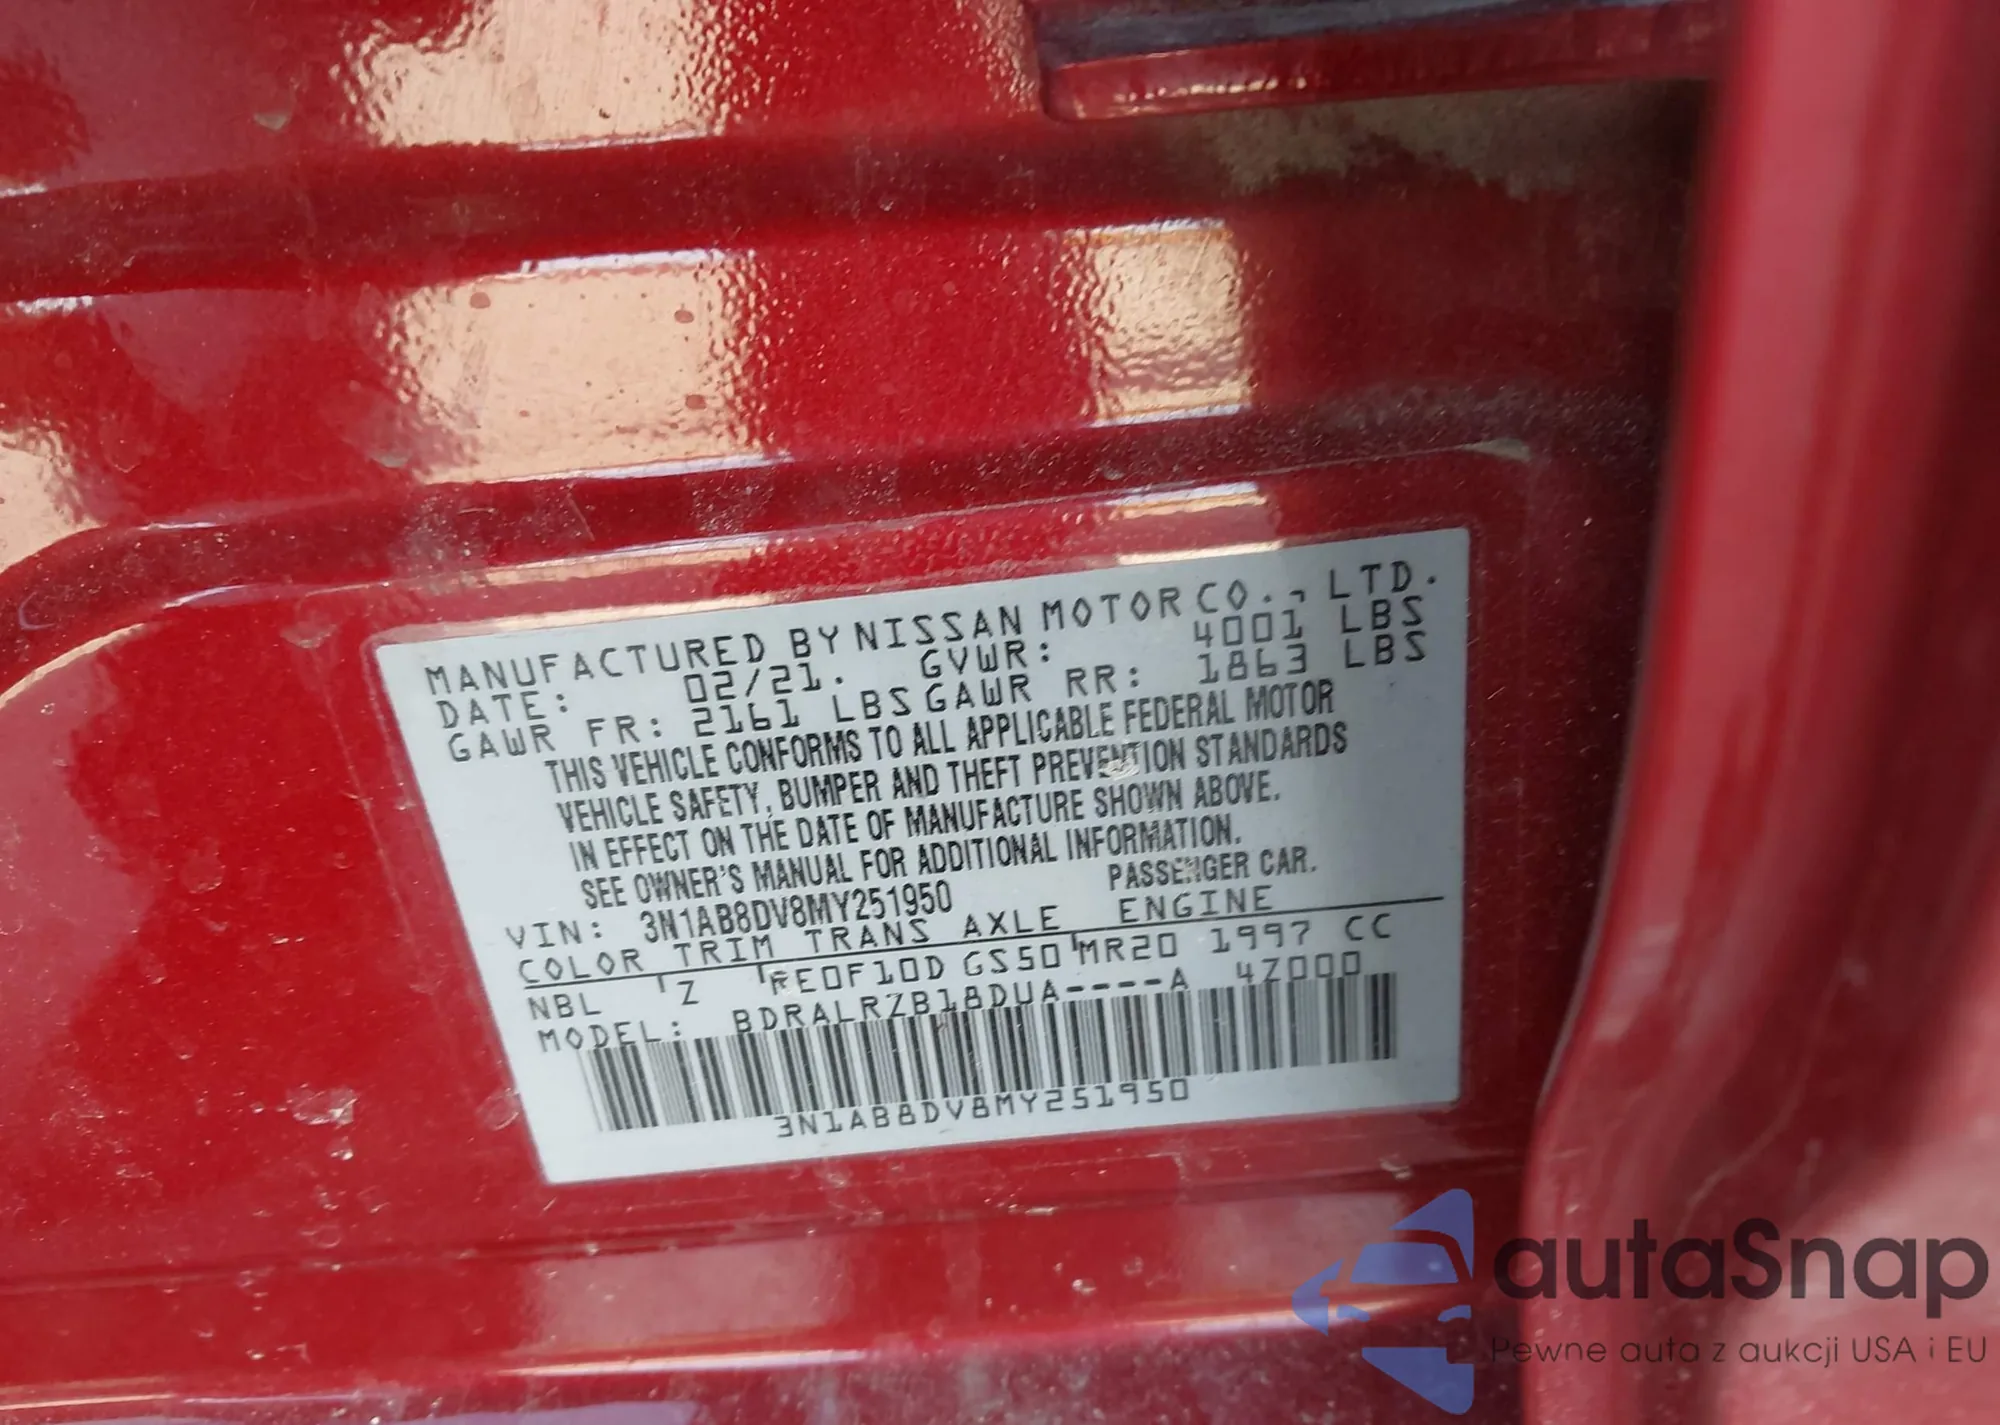 MANUFACTURED BY NISSAN MOTOR CO., LTD.
DATE: 02/21. GVWR: 4001 LBS
GAWR FR: 2161 LBS GAWR RR: 1863 LBS
THIS VEHICLE CONFORMS TO ALL APPLICABLE FEDERAL MOTOR
VEHICLE SAFETY, BUMPER AND THEFT PREVENTION STANDARDS
IN EFFECT ON THE DATE OF MANUFACTURE SHOWN ABOVE.
SEE OWNER'S MANUAL FOR ADDITIONAL INFORMATION.
VIN: 3N1AB8DV8MY251950 PASSENGER CAR.
COLOR TRIM TRANS AXLE ENGINE
NBL Z RE0F10D GS50 MR20 1997 CC
MODEL: BDRALRZB18DUA----A 4Z000
3N1AB8DV8MY251950
autaSnap
Pewne auta z aukcji USA i EU